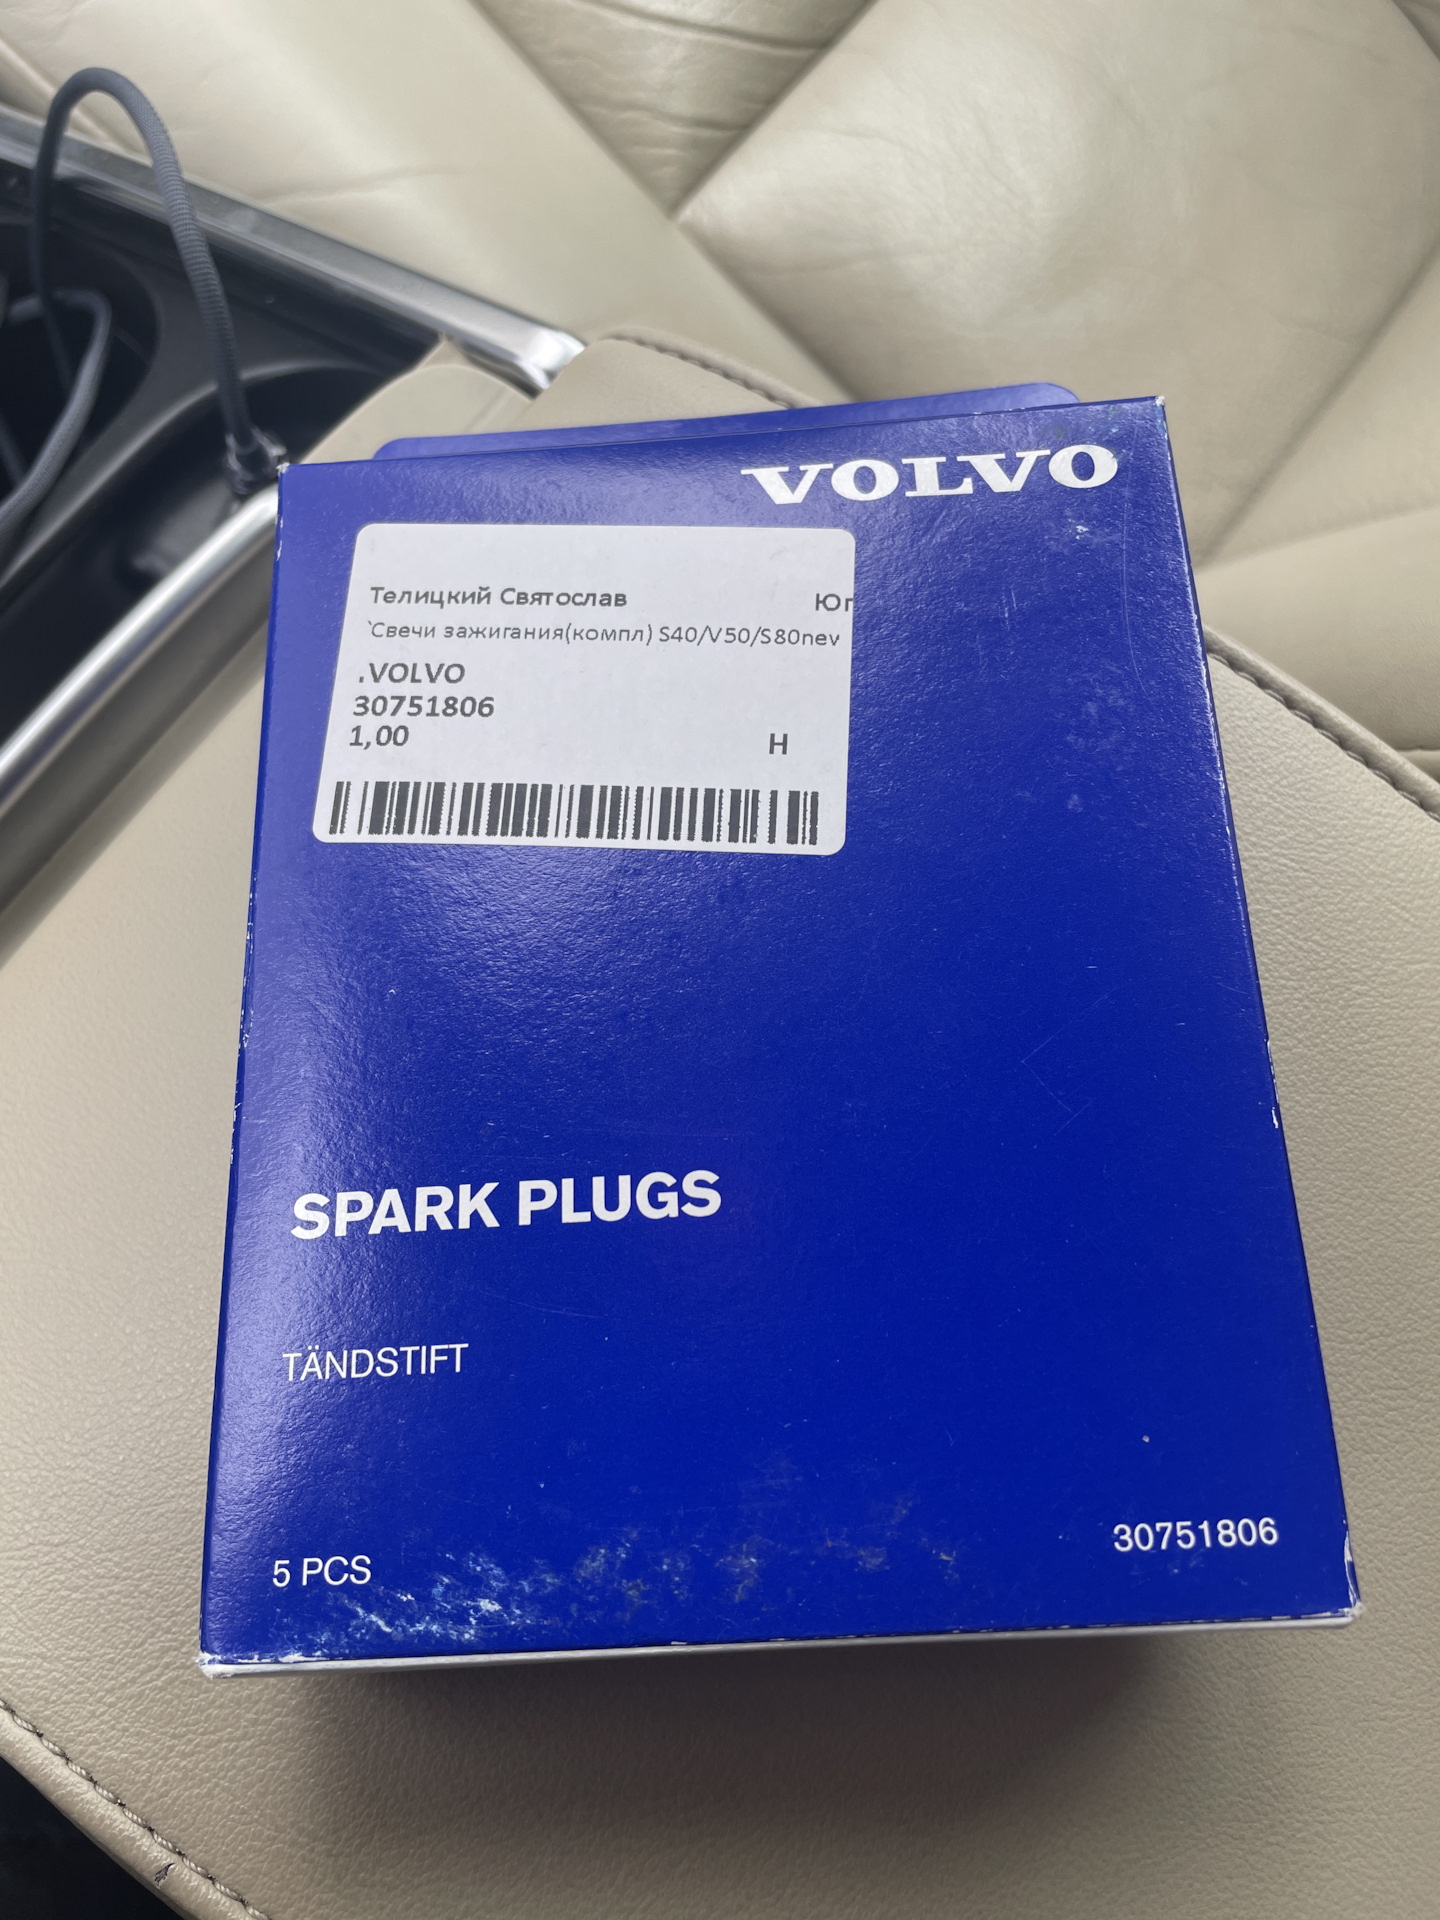 VOLVO
Телицкий Святослав
`Свечи зажигания(компл) S40/V50/S80nev
.VOLVO
30751806
1,00 Н
SPARK PLUGS
TÄNDSTIFT
5 PCS 30751806